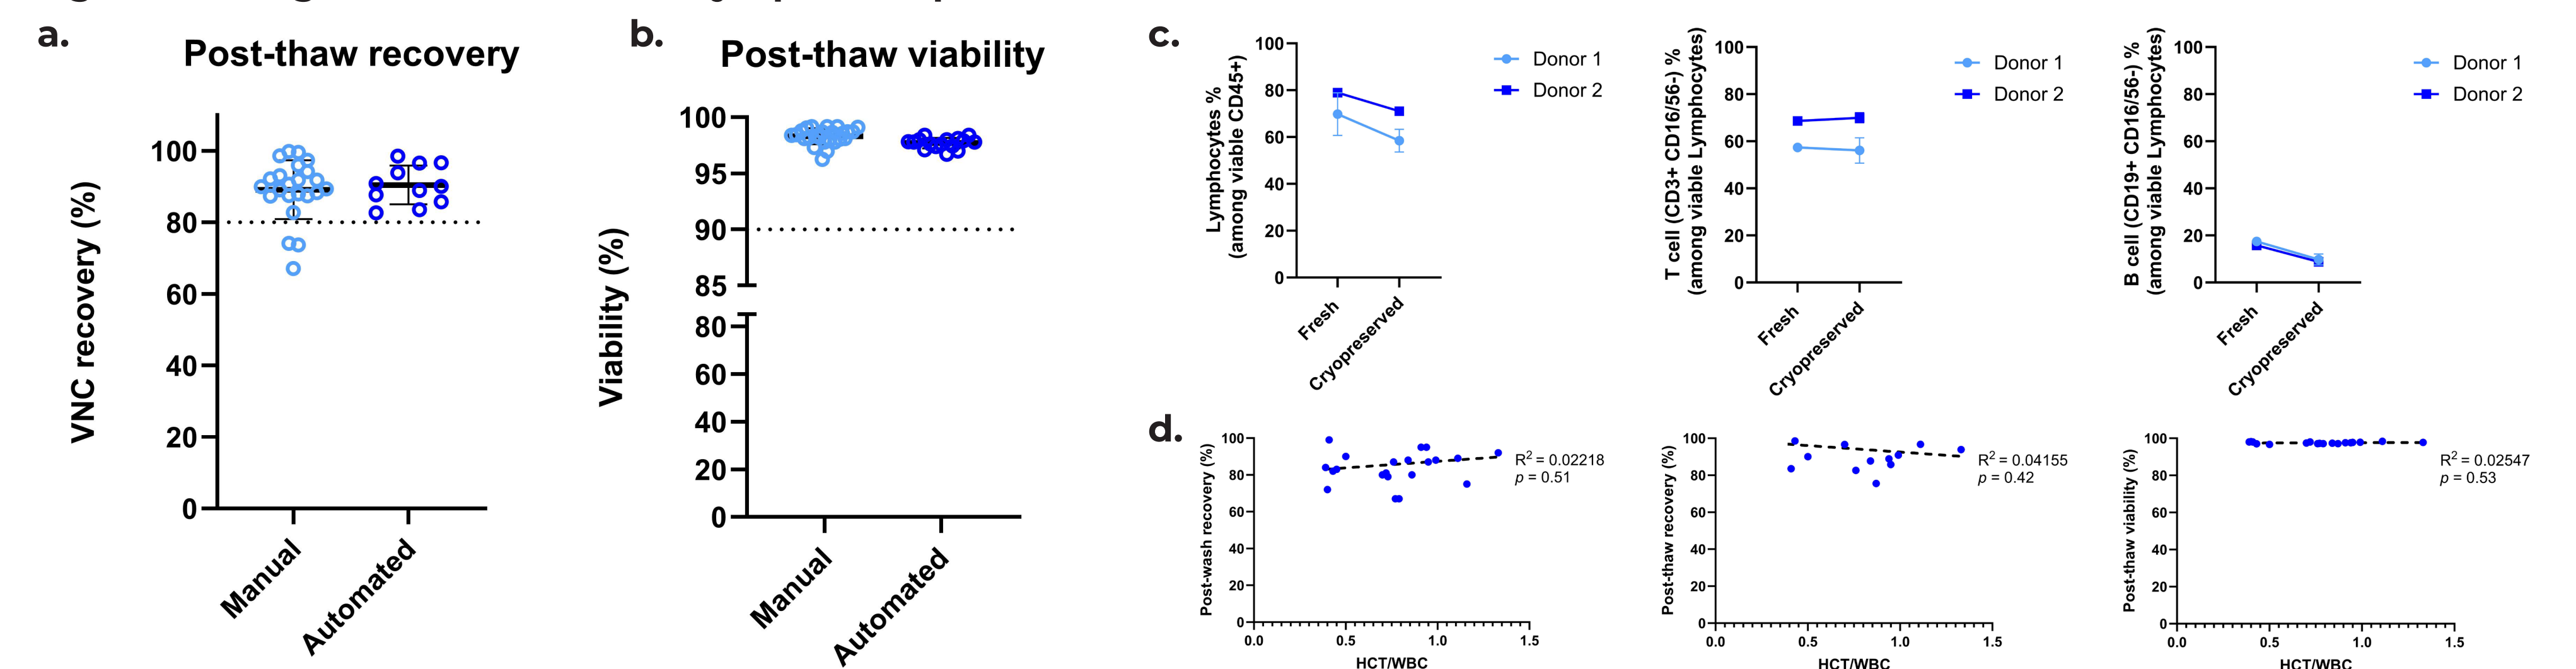 a.
Post-thaw recovery
VNC recovery (%)
100
80
60
40
20
0
Manual
Automated
b.
Post-thaw viability
Viability (%)
100
95
90
85
80
60
40
20
0
Manual
Automated
c.
Lymphocytes %
(among viable CD45+)
100
80
60
40
20
0
Fresh
Cryopreserved
Donor 1
Donor 2
T cell (CD3+ CD16/56-) %
(among viable Lymphocytes)
100
80
60
40
20
0
Fresh
Cryopreserved
Donor 1
Donor 2
B cell (CD19+ CD16/56-) %
(among viable Lymphocytes)
100
80
60
40
20
0
Fresh
Cryopreserved
Donor 1
Donor 2
d.
Post-wash recovery (%)
100
80
60
40
20
0
0.0 0.5 1.0 1.5
HCT/WBC
R² = 0.02218
p = 0.51
Post-thaw recovery (%)
100
80
60
40
20
0
0.0 0.5 1.0 1.5
HCT/WBC
R² = 0.04155
p = 0.42
Post-thaw viability (%)
100
80
60
40
20
0
0.0 0.5 1.0 1.5
HCT/WBC
R² = 0.02547
p = 0.53